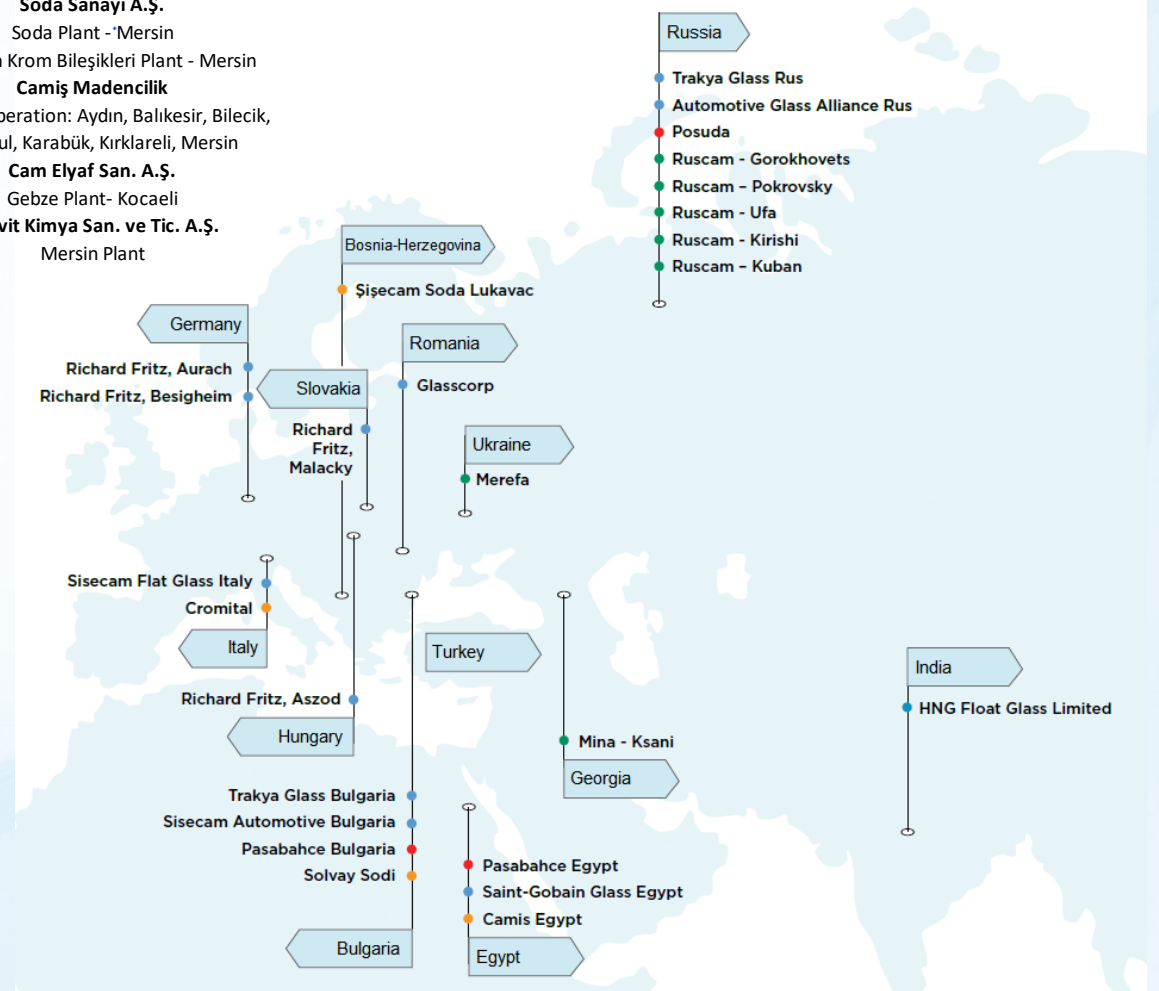 Soda Sanayi A.Ş.
Soda Plant - Mersin
Krom Bileşikleri Plant - Mersin
Camiş Madencilik
Aydın, Balıkesir, Bilecik,
Karabük, Kırklareli, Mersin
Cam Elyaf San. A.Ş.
Gebze Plant- Kocaeli
Kimya San. ve Tic. A.Ş.
Mersin Plant
Russia
Trakya Glass Rus
Automotive Glass Alliance Rus
Posuda
Ruscam - Gorokhovets
Ruscam – Pokrovsky
Ruscam - Ufa
Ruscam - Kirishi
Ruscam – Kuban
Bosnia-Herzegovina
Şişecam Soda Lukavac
Germany
Richard Fritz, Aurach
Richard Fritz, Besigheim
Slovakia
Richard
Fritz,
Malacky
Romania
Glasscorp
Ukraine
Merefa
Sisecam Flat Glass Italy
Cromital
Italy
Turkey
Richard Fritz, Aszod
Hungary
Mina - Ksani
Georgia
India
HNG Float Glass Limited
Trakya Glass Bulgaria
Sisecam Automotive Bulgaria
Pasabahce Bulgaria
Solvay Sodi
Bulgaria
Pasabahce Egypt
Saint-Gobain Glass Egypt
Camis Egypt
Egypt